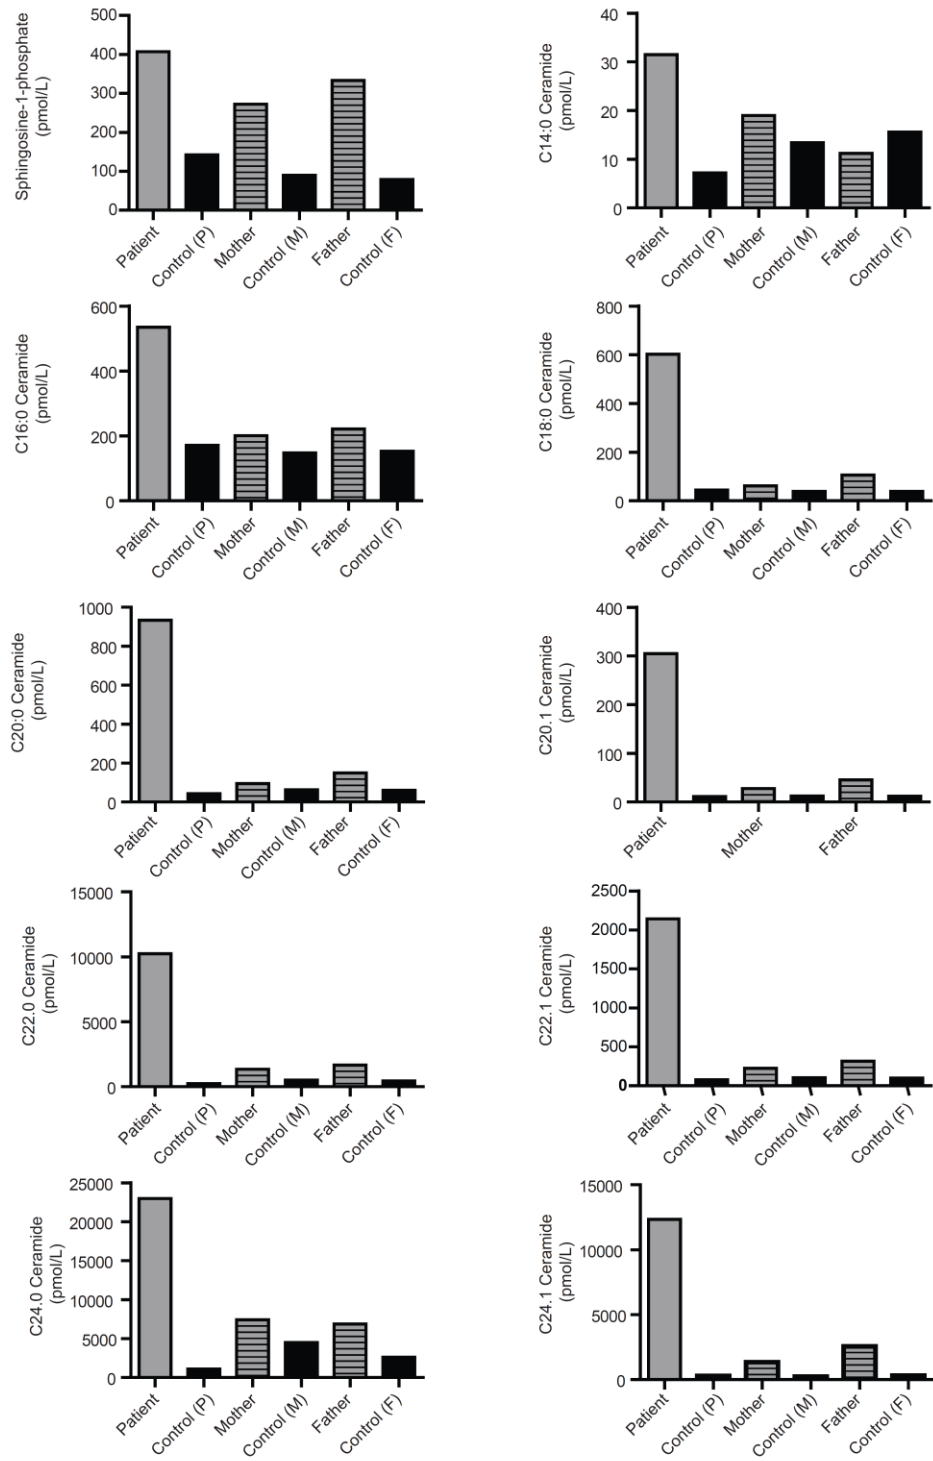 Sphingosine-1-phosphate
(pmol/L)
500
400
300
200
100
0
Patient
Control (P)
Mother
Control (M)
Father
Control (F)
C14:0 Ceramide
(pmol/L)
40
30
20
10
0
Patient
Control (P)
Mother
Control (M)
Father
Control (F)
C16:0 Ceramide
(pmol/L)
600
400
200
0
Patient
Control (P)
Mother
Control (M)
Father
Control (F)
C18:0 Ceramide
(pmol/L)
800
600
400
200
0
Patient
Control (P)
Mother
Control (M)
Father
Control (F)
C20:0 Ceramide
(pmol/L)
1000
800
600
400
200
0
Patient
Control (P)
Mother
Control (M)
Father
Control (F)
C20.1 Ceramide
(pmol/L)
400
300
200
100
0
Patient
Mother
Father
C22.0 Ceramide
(pmol/L)
15000
10000
5000
0
Patient
Control (P)
Mother
Control (M)
Father
Control (F)
C22.1 Ceramide
(pmol/L)
2500
2000
1500
1000
500
0
Patient
Control (P)
Mother
Control (M)
Father
Control (F)
C24.0 Ceramide
(pmol/L)
25000
20000
15000
10000
5000
0
Patient
Control (P)
Mother
Control (M)
Father
Control (F)
C24.1 Ceramide
(pmol/L)
15000
10000
5000
0
Patient
Control (P)
Mother
Control (M)
Father
Control (F)